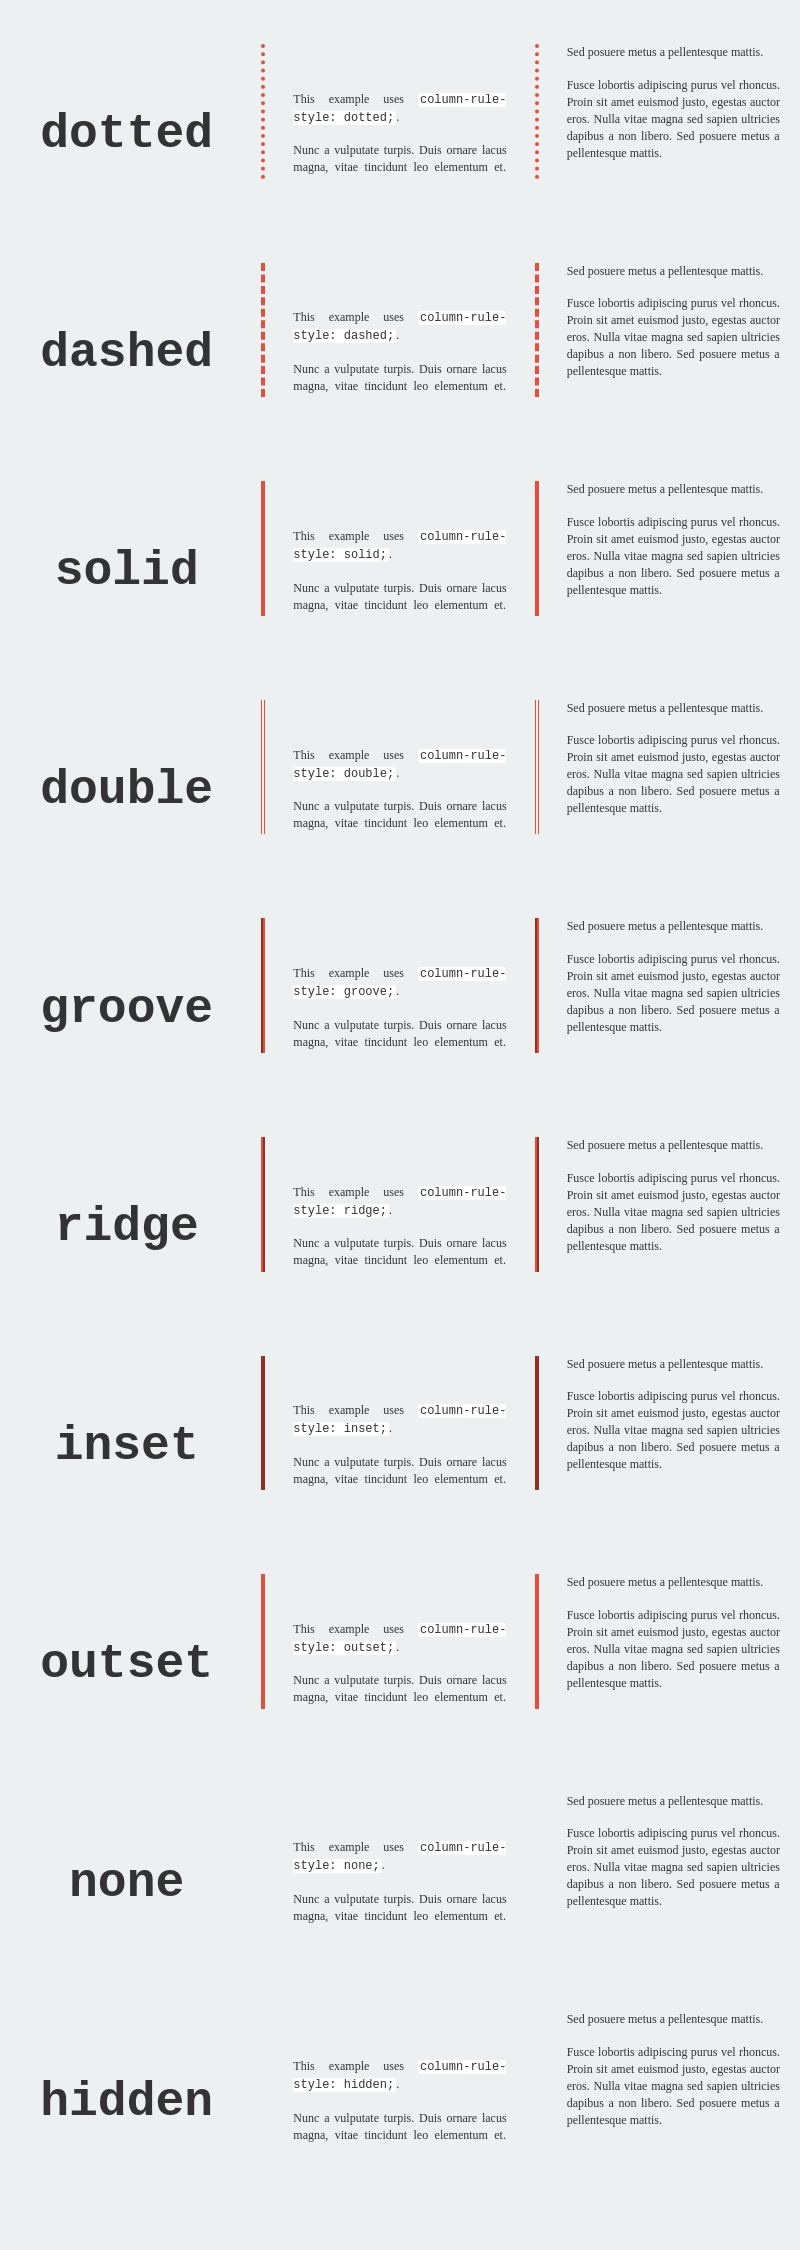 dotted
This example uses column-rule-
style: dotted;.
Nunc a vulputate turpis. Duis ornare lacus
magna, vitae tincidunt leo elementum et.
Sed posuere metus a pellentesque mattis.
Fusce lobortis adipiscing purus vel rhoncus.
Proin sit amet euismod justo, egestas auctor
eros. Nulla vitae magna sed sapien ultricies
dapibus a non libero. Sed posuere metus a
pellentesque mattis.
dashed
This example uses column-rule-
style: dashed;.
Nunc a vulputate turpis. Duis ornare lacus
magna, vitae tincidunt leo elementum et.
Sed posuere metus a pellentesque mattis.
Fusce lobortis adipiscing purus vel rhoncus.
Proin sit amet euismod justo, egestas auctor
eros. Nulla vitae magna sed sapien ultricies
dapibus a non libero. Sed posuere metus a
pellentesque mattis.
solid
This example uses column-rule-
style: solid;.
Nunc a vulputate turpis. Duis ornare lacus
magna, vitae tincidunt leo elementum et.
Sed posuere metus a pellentesque mattis.
Fusce lobortis adipiscing purus vel rhoncus.
Proin sit amet euismod justo, egestas auctor
eros. Nulla vitae magna sed sapien ultricies
dapibus a non libero. Sed posuere metus a
pellentesque mattis.
double
This example uses column-rule-
style: double;.
Nunc a vulputate turpis. Duis ornare lacus
magna, vitae tincidunt leo elementum et.
Sed posuere metus a pellentesque mattis.
Fusce lobortis adipiscing purus vel rhoncus.
Proin sit amet euismod justo, egestas auctor
eros. Nulla vitae magna sed sapien ultricies
dapibus a non libero. Sed posuere metus a
pellentesque mattis.
groove
This example uses column-rule-
style: groove;.
Nunc a vulputate turpis. Duis ornare lacus
magna, vitae tincidunt leo elementum et.
Sed posuere metus a pellentesque mattis.
Fusce lobortis adipiscing purus vel rhoncus.
Proin sit amet euismod justo, egestas auctor
eros. Nulla vitae magna sed sapien ultricies
dapibus a non libero. Sed posuere metus a
pellentesque mattis.
ridge
This example uses column-rule-
style: ridge;.
Nunc a vulputate turpis. Duis ornare lacus
magna, vitae tincidunt leo elementum et.
Sed posuere metus a pellentesque mattis.
Fusce lobortis adipiscing purus vel rhoncus.
Proin sit amet euismod justo, egestas auctor
eros. Nulla vitae magna sed sapien ultricies
dapibus a non libero. Sed posuere metus a
pellentesque mattis.
inset
This example uses column-rule-
style: inset;.
Nunc a vulputate turpis. Duis ornare lacus
magna, vitae tincidunt leo elementum et.
Sed posuere metus a pellentesque mattis.
Fusce lobortis adipiscing purus vel rhoncus.
Proin sit amet euismod justo, egestas auctor
eros. Nulla vitae magna sed sapien ultricies
dapibus a non libero. Sed posuere metus a
pellentesque mattis.
outset
This example uses column-rule-
style: outset;.
Nunc a vulputate turpis. Duis ornare lacus
magna, vitae tincidunt leo elementum et.
Sed posuere metus a pellentesque mattis.
Fusce lobortis adipiscing purus vel rhoncus.
Proin sit amet euismod justo, egestas auctor
eros. Nulla vitae magna sed sapien ultricies
dapibus a non libero. Sed posuere metus a
pellentesque mattis.
none
This example uses column-rule-
style: none;.
Nunc a vulputate turpis. Duis ornare lacus
magna, vitae tincidunt leo elementum et.
Sed posuere metus a pellentesque mattis.
Fusce lobortis adipiscing purus vel rhoncus.
Proin sit amet euismod justo, egestas auctor
eros. Nulla vitae magna sed sapien ultricies
dapibus a non libero. Sed posuere metus a
pellentesque mattis.
hidden
This example uses column-rule-
style: hidden;.
Nunc a vulputate turpis. Duis ornare lacus
magna, vitae tincidunt leo elementum et.
Sed posuere metus a pellentesque mattis.
Fusce lobortis adipiscing purus vel rhoncus.
Proin sit amet euismod justo, egestas auctor
eros. Nulla vitae magna sed sapien ultricies
dapibus a non libero. Sed posuere metus a
pellentesque mattis.